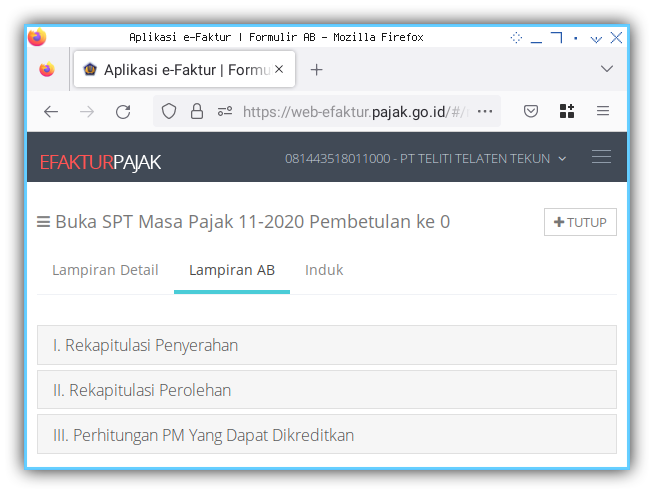 Aplikasi e-Faktur | Formulir AB - Mozilla Firefox
Aplikasi e-Faktur | Formu
https://web-efaktur.pajak.go.id/#/
EFAKTURPAJAK
081443518011000 - PT TELITI TELATEN TEKUN
Buka SPT Masa Pajak 11-2020 Pembetulan ke 0
TUTUP
Lampiran Detail
Lampiran AB
Induk
I. Rekapitulasi Penyerahan
II. Rekapitulasi Perolehan
III. Perhitungan PM Yang Dapat Dikreditkan